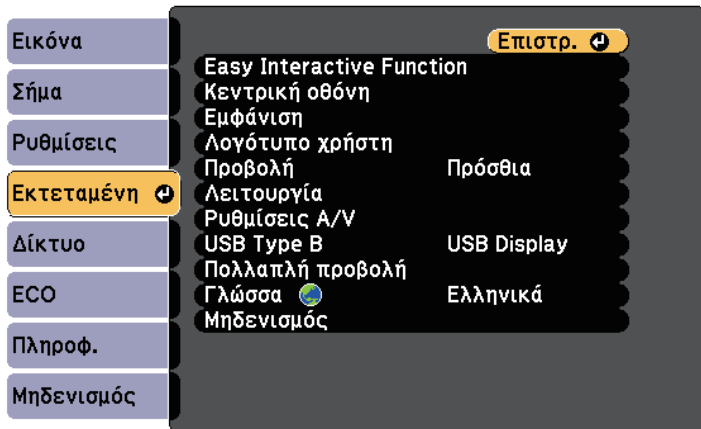 Εικόνα
Σήμα
Ρυθμίσεις
Εκτεταμένη
Δίκτυο
ECO
Πληροφ.
Μηδενισμός
Επιστρ.
Easy Interactive Function
Κεντρική οθόνη
Εμφάνιση
Λογότυπο χρήστη
Προβολή Πρόσθια
Λειτουργία
Ρυθμίσεις A/V
USB Type B USB Display
Πολλαπλή προβολή
Γλώσσα Ελληνικά
Μηδενισμός